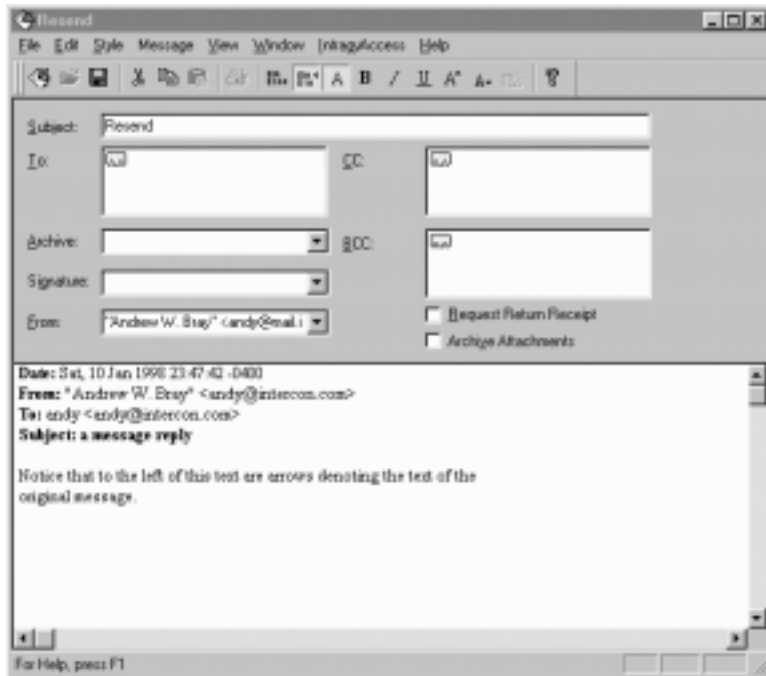 Resend
File Edit Style Message View Window IntragyAccess Help
B I U A A
Subject: Resend
To: CC:
Archive: BCC:
Signature:
From: "Andrew W. Bray" <andy@mail.i
Request Return Receipt
Archive Attachments
Date: Sat, 10 Jan 1998 23:47:42 -0400
From: "Andrew W. Bray" <andy@intercon.com>
To: andy <andy@intercon.com>
Subject: a message reply
Notice that to the left of this text are arrows denoting the text of the
original message.
For Help, press F1